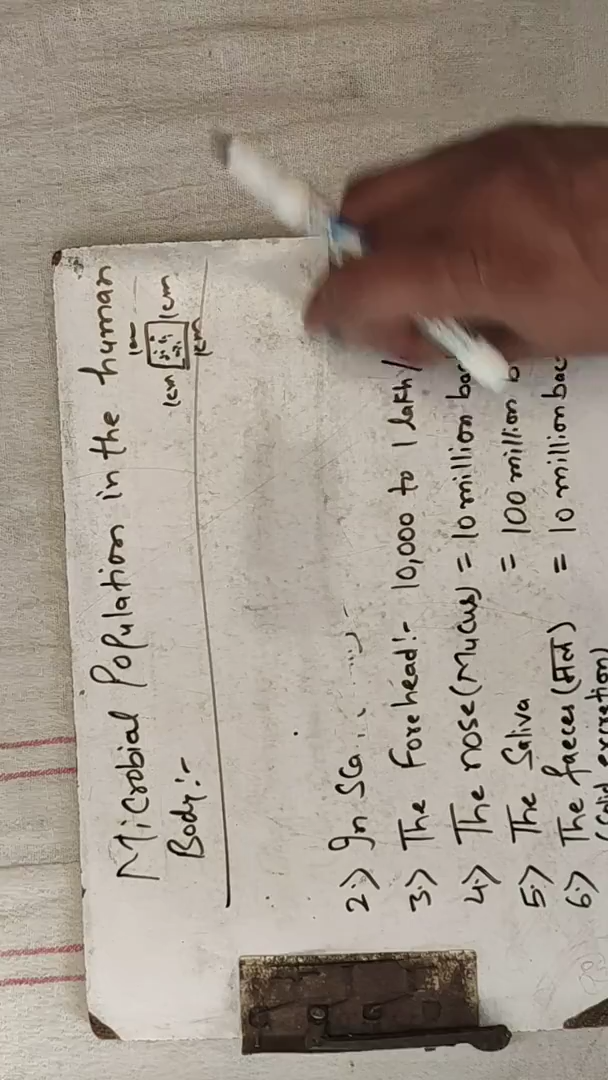 Microbial Population in the human
1cm
1cm 1cm
1cm
Body:-
2:> In Sca
3:> The Forehead:- 10,000 to 1 lakh/
4:> The nose (Mucus) = 10 million bac
5:> The Saliva = 100 million b
6:> The faeces (मल) = 10 million bac
(Solid excretion)